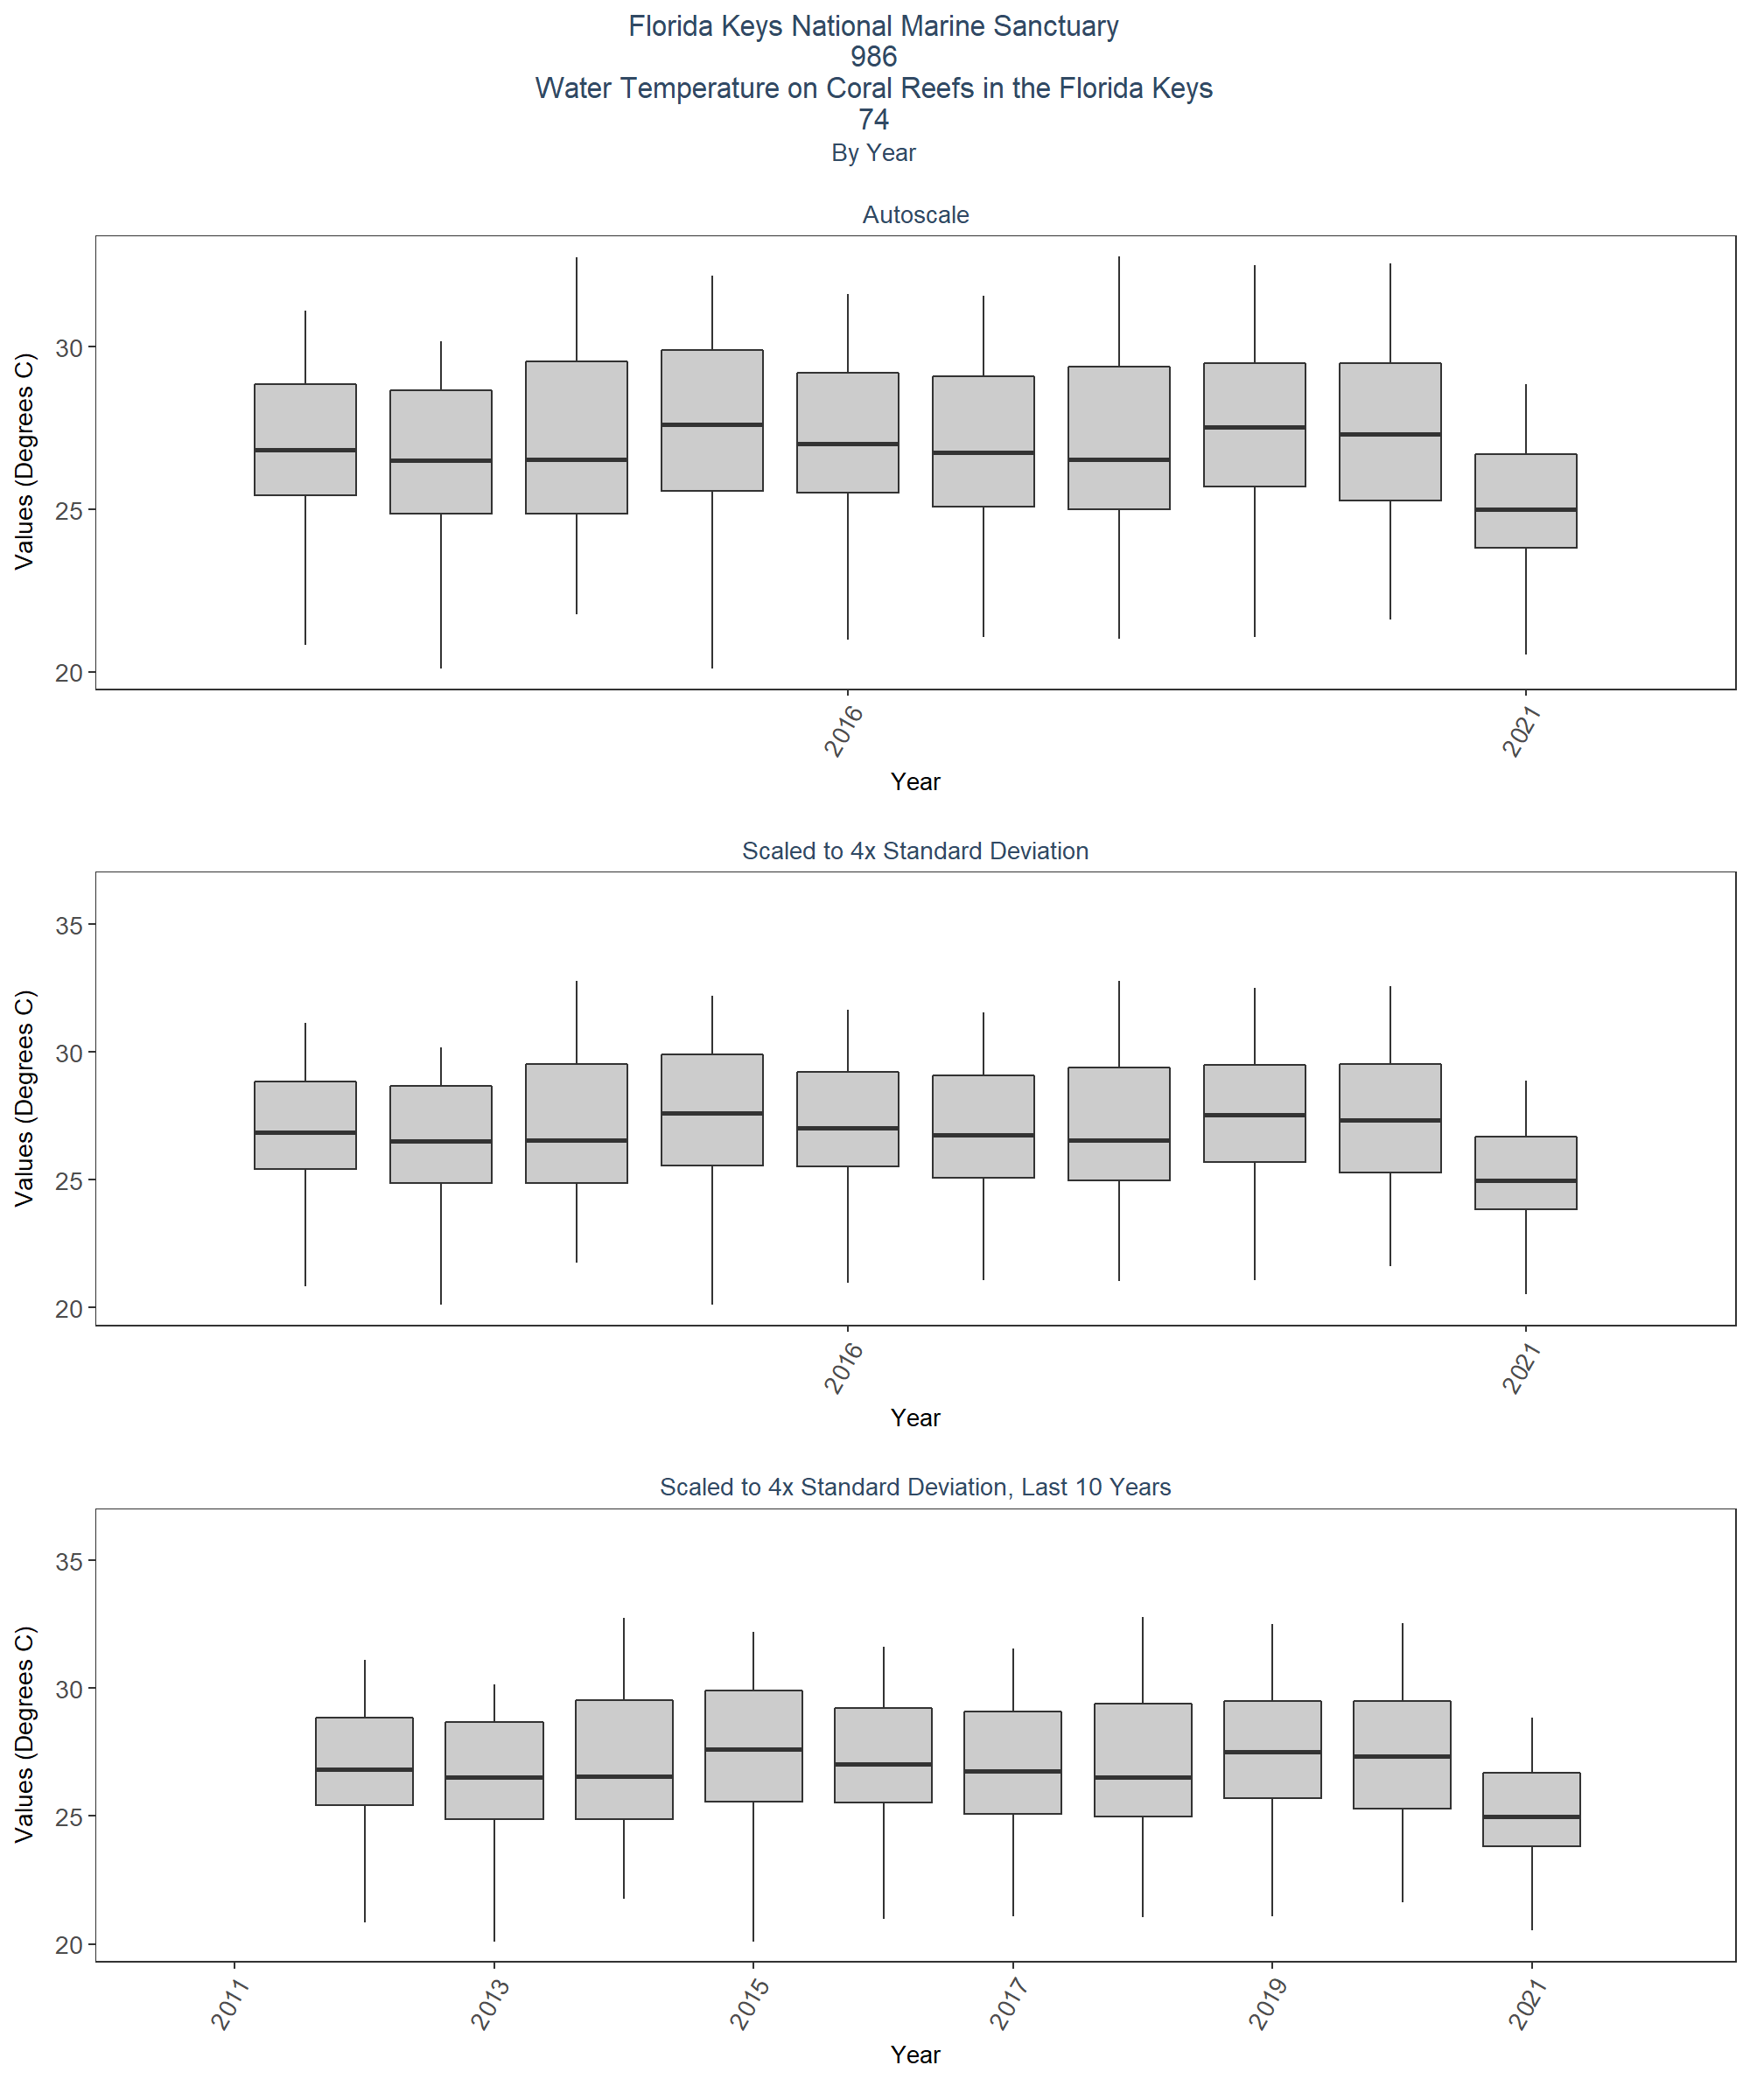 Florida Keys National Marine Sanctuary
986
Water Temperature on Coral Reefs in the Florida Keys
74
By Year
Autoscale
Values (Degrees C)
30
25
20
2016
2021
Year
Scaled to 4x Standard Deviation
Values (Degrees C)
35
30
25
20
2016
2021
Year
Scaled to 4x Standard Deviation, Last 10 Years
Values (Degrees C)
35
30
25
20
2011
2013
2015
2017
2019
2021
Year